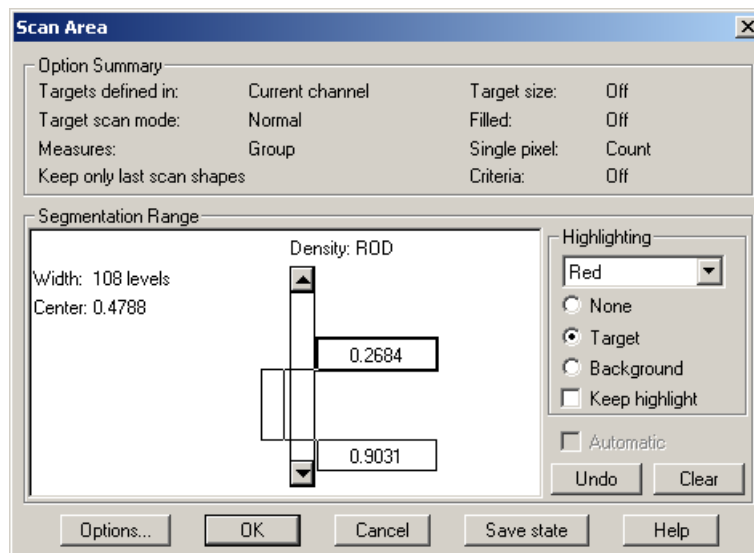 Scan Area
Option Summary
Targets defined in: Current channel Target size: Off
Target scan mode: Normal Filled: Off
Measures: Group Single pixel: Count
Keep only last scan shapes Criteria: Off
Segmentation Range
Density: ROD
Width: 108 levels
Center: 0.4788
0.2684
0.9031
Highlighting
Red
None
Target
Background
Keep highlight
Automatic
Undo Clear
Options... OK Cancel Save state Help